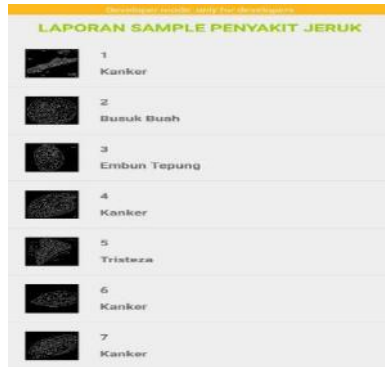 Developer mode: only for developers
LAPORAN SAMPLE PENYAKIT JERUK
1
Kanker
2
Busuk Buah
3
Embun Tepung
4
Kanker
5
Tristeza
6
Kanker
7
Kanker